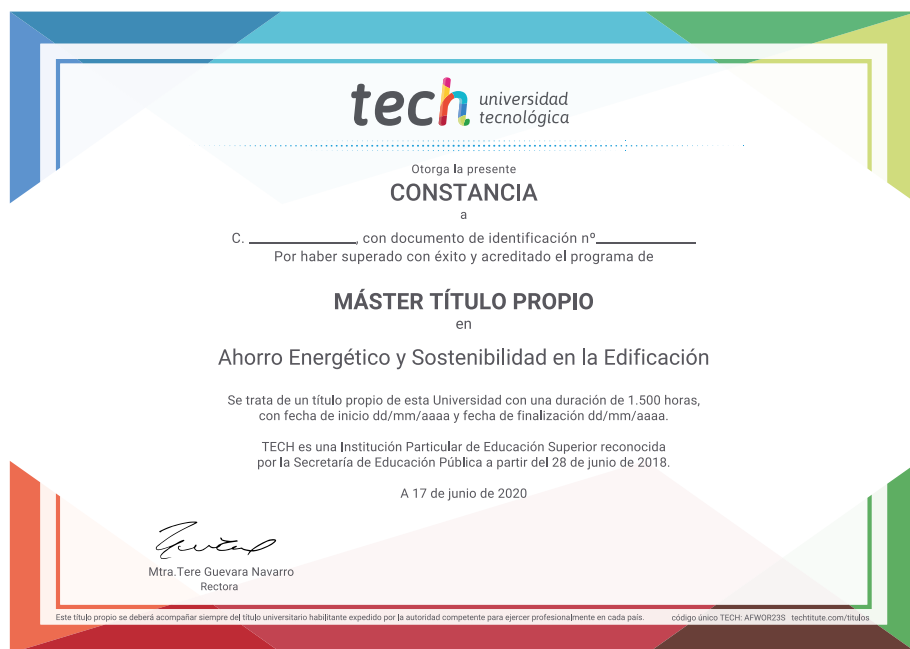 tech universidad
tecnológica
Otorga la presente
CONSTANCIA
a
C. ____________, con documento de identificación nº____________
Por haber superado con éxito y acreditado el programa de
MÁSTER TÍTULO PROPIO
en
Ahorro Energético y Sostenibilidad en la Edificación
Se trata de un título propio de esta Universidad con una duración de 1.500 horas,
con fecha de inicio dd/mm/aaaa y fecha de finalización dd/mm/aaaa.
TECH es una Institución Particular de Educación Superior reconocida
por la Secretaría de Educación Pública a partir del 28 de junio de 2018.
A 17 de junio de 2020
Mtra.Tere Guevara Navarro
Rectora
Este título propio se deberá acompañar siempre del título universitario habilitante expedido por la autoridad competente para ejercer profesionalmente en cada país. código único TECH: AFWOR23S techtitute.com/titulos